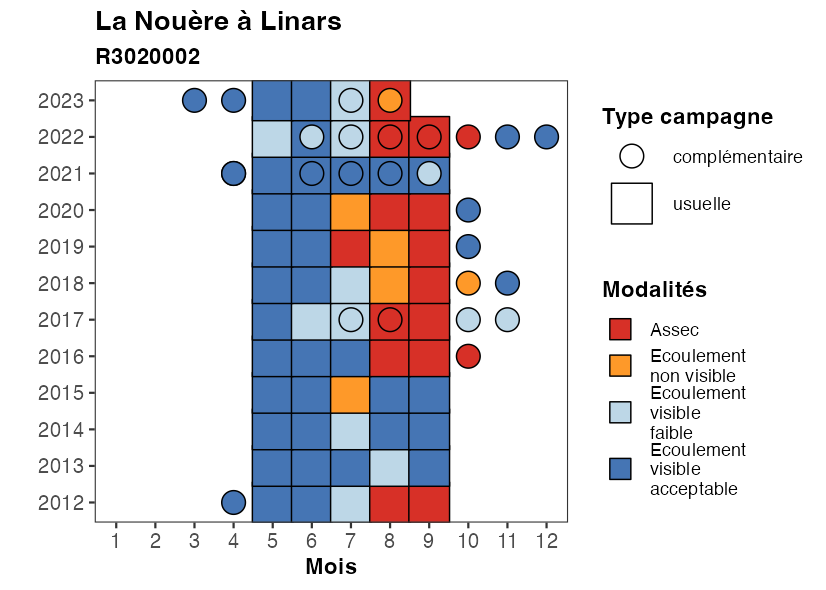 La Nouère à Linars
R3020002
2023
2022
2021
2020
2019
2018
2017
2016
2015
2014
2013
2012
1 2 3 4 5 6 7 8 9 10 11 12
Mois
Type campagne
complémentaire
usuelle
Modalités
Assec
Ecoulement
non visible
Ecoulement
visible
faible
Ecoulement
visible
acceptable